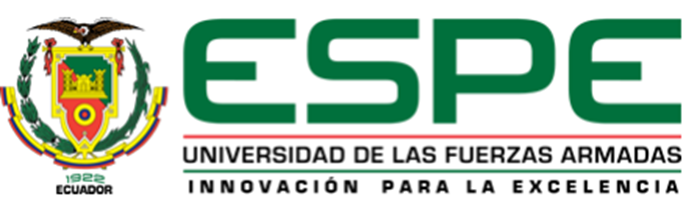 ESPE
UNIVERSIDAD DE LAS FUERZAS ARMADAS
INNOVACIÓN PARA LA EXCELENCIA
1922
ECUADOR